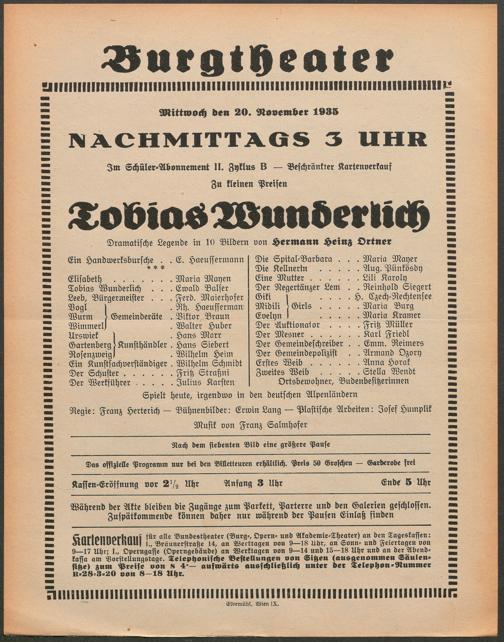 Burgtheater
Mittwoch den 20. November 1935
NACHMITTAGS 3 UHR
Im Schüler-Abonnement II. Zyklus B — Beschränkter Kartenverkauf
Zu kleinen Preisen
Tobias Wunderlich
Dramatische Legende in 10 Bildern von Hermann Heinz Ortner
Ein Handwerksbursche . . E. Haeussermann
***
Elisabeth . . . . . . . Maria Mayen
Tobias Wunderlich . . . Ewald Balser
Leeb, Bürgermeister . . . Ferd. Maierhofer
Vogl } Gemeinderäte . Rh. Haeusserman
Wurm } Gemeinderäte . Viktor Braun
Wimmerl } Walter Huber
Urswiek } Hans Marr
Gartenberg } Kunsthändler . Hans Siebert
Rosenzweig } Wilhelm Heim
Ein Kunstsachverständiger . Wilhelm Schmidt
Der Schuster . . . . . Fritz Straßni
Der Werkführer . . . . Julius Karsten
Die Spital-Barbara . . . Maria Mayer
Die Kellnerin . . . Aug. Pünkösdy
Eine Mutter . . . . . Lili Karoly
Der Negertänzer Lem . . Reinhold Siegert
Giki } H. Czech-Rechtensee
Midili } Girls . . . Maria Burg
Evelyn } Maria Kramer
Der Auktionator . . . . Fritz Müller
Der Mesner . . . . . Karl Friedl
Der Gemeindeschreiber . . Emm. Reimers
Der Gemeindepolizist . . Armand Ozory
Erstes Weib . . . . . Anna Horak
Zweites Weib . . . . Stella Wendt
Ortsbewohner, Budenbesitzerinnen
Spielt heute, irgendwo in den deutschen Alpenländern
Regie: Franz Herterich — Bühnenbilder: Erwin Lang — Plastische Arbeiten: Josef Humplik
Musik von Franz Salmhofer
Nach dem siebenten Bild eine größere Pause
Das offizielle Programm nur bei den Billetteuren erhältlich. Preis 50 Groschen — Garderobe frei
Kassen-Eröffnung vor 2½ Uhr Anfang 3 Uhr Ende 5 Uhr
Während der Akte bleiben die Zugänge zum Parkett, Parterre und den Galerien geschlossen.
Zuspätkommende können daher nur während der Pausen Einlaß finden
Kartenverkauf für alle Bundestheater (Burg-, Opern- und Akademie-Theater) an den Tageskassen:
I., Bräunerstraße 14, an Werktagen von 9—18 Uhr, an Sonn- und Feiertagen von
9—17 Uhr; I., Operngasse (Operngebäude) an Werktagen von 9—14 und 15—18 Uhr und an der Abend-
kassa am Vorstellungstage. Telephonische Bestellungen von Sitzen (ausgenommen Säulen-
sitze) zum Preise von S 4·— aufwärts ausschließlich unter der Telephon-Nummer
R-28-3-20 von 8—18 Uhr.
Elbemühl, Wien IX.